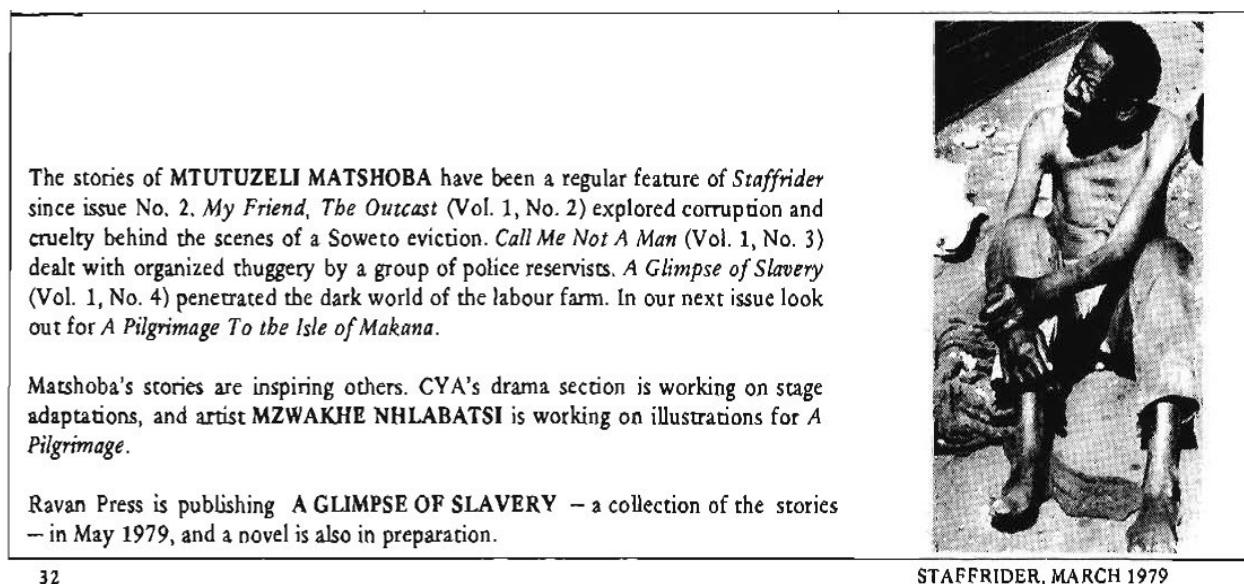 The stories of MTUTUZELI MATSHOBA have been a regular feature of Staffrider
since issue No. 2. My Friend, The Outcast (Vol. 1, No. 2) explored corruption and
cruelty behind the scenes of a Soweto eviction. Call Me Not A Man (Vol. 1, No. 3)
dealt with organized thuggery by a group of police reservists. A Glimpse of Slavery
(Vol. 1, No. 4) penetrated the dark world of the labour farm. In our next issue look
out for A Pilgrimage To the Isle of Makana.
Matshoba's stories are inspiring others. CYA's drama section is working on stage
adaptations, and artist MZWAKHE NHLABATSI is working on illustrations for A
Pilgrimage.
Ravan Press is publishing A GLIMPSE OF SLAVERY – a collection of the stories
– in May 1979, and a novel is also in preparation.
32
STAFFRIDER, MARCH 1979